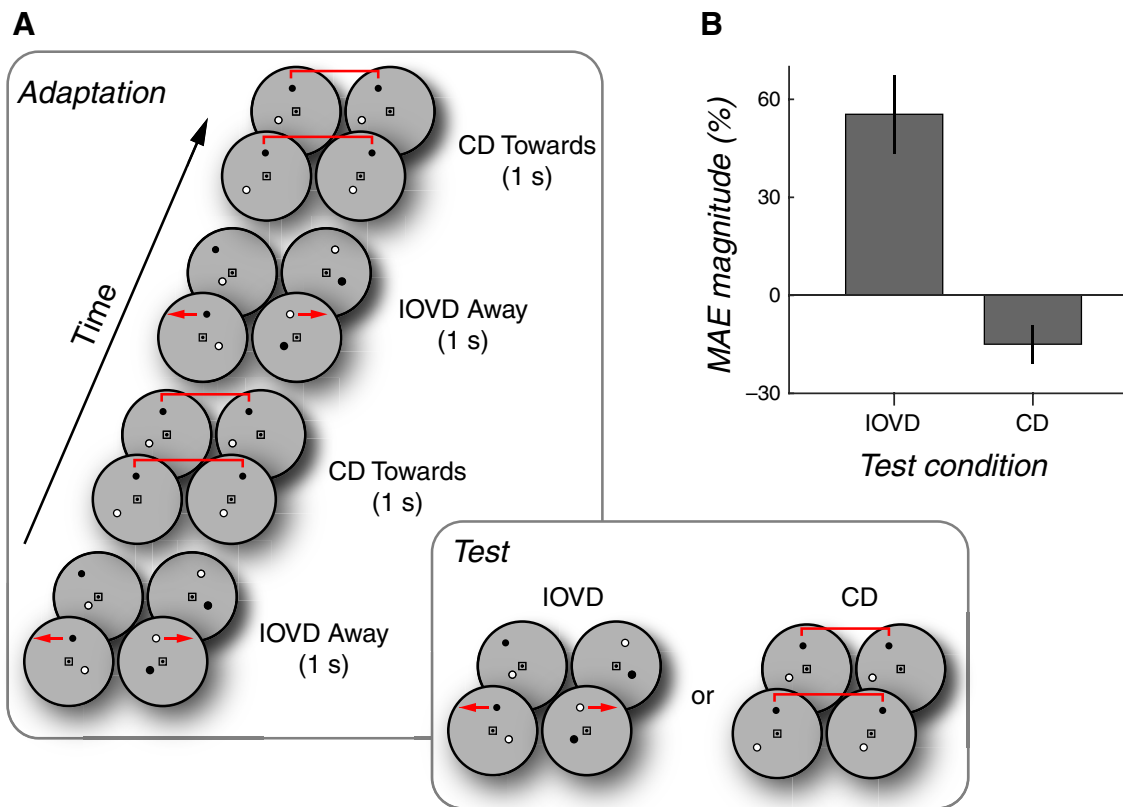 A
Adaptation
Time
CD Towards
(1 s)
IOVD Away
(1 s)
CD Towards
(1 s)
IOVD Away
(1 s)
Test
IOVD
or
CD
B
MAE magnitude (%)
60
30
0
–30
IOVD
CD
Test condition